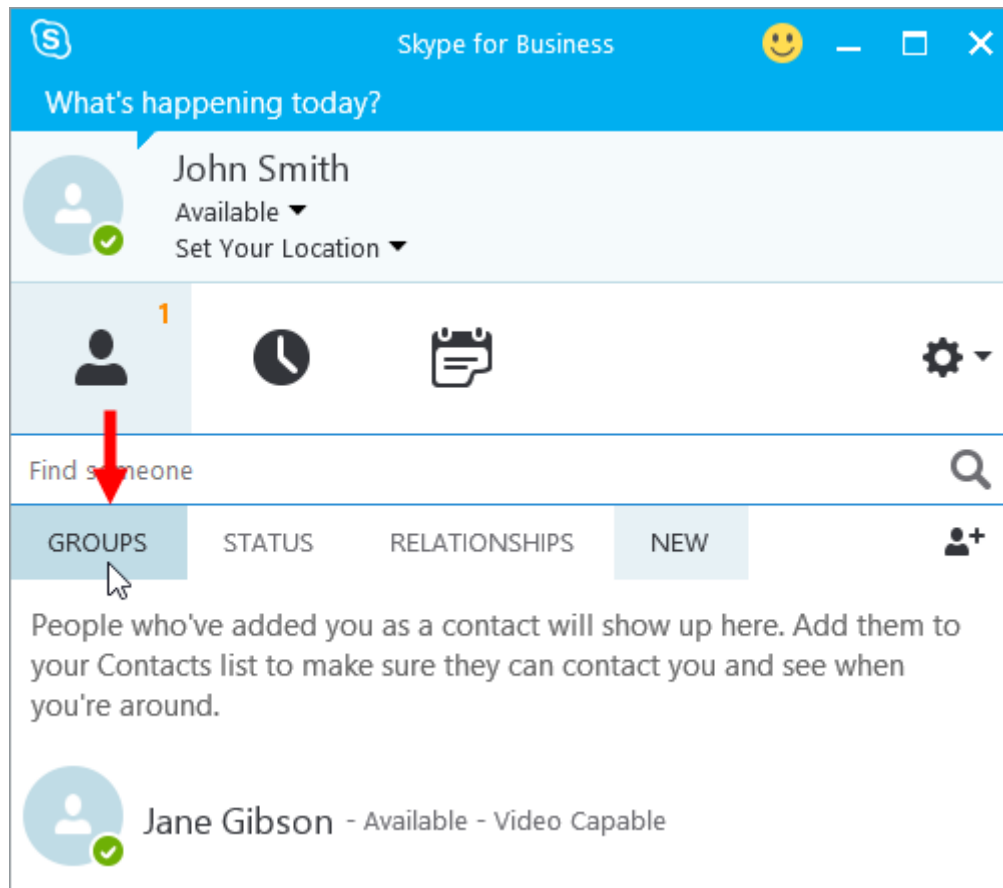 Skype for Business
What's happening today?
John Smith
Available
Set Your Location
1
Find someone
GROUPS STATUS RELATIONSHIPS NEW
People who've added you as a contact will show up here. Add them to
your Contacts list to make sure they can contact you and see when
you're around.
Jane Gibson - Available - Video Capable